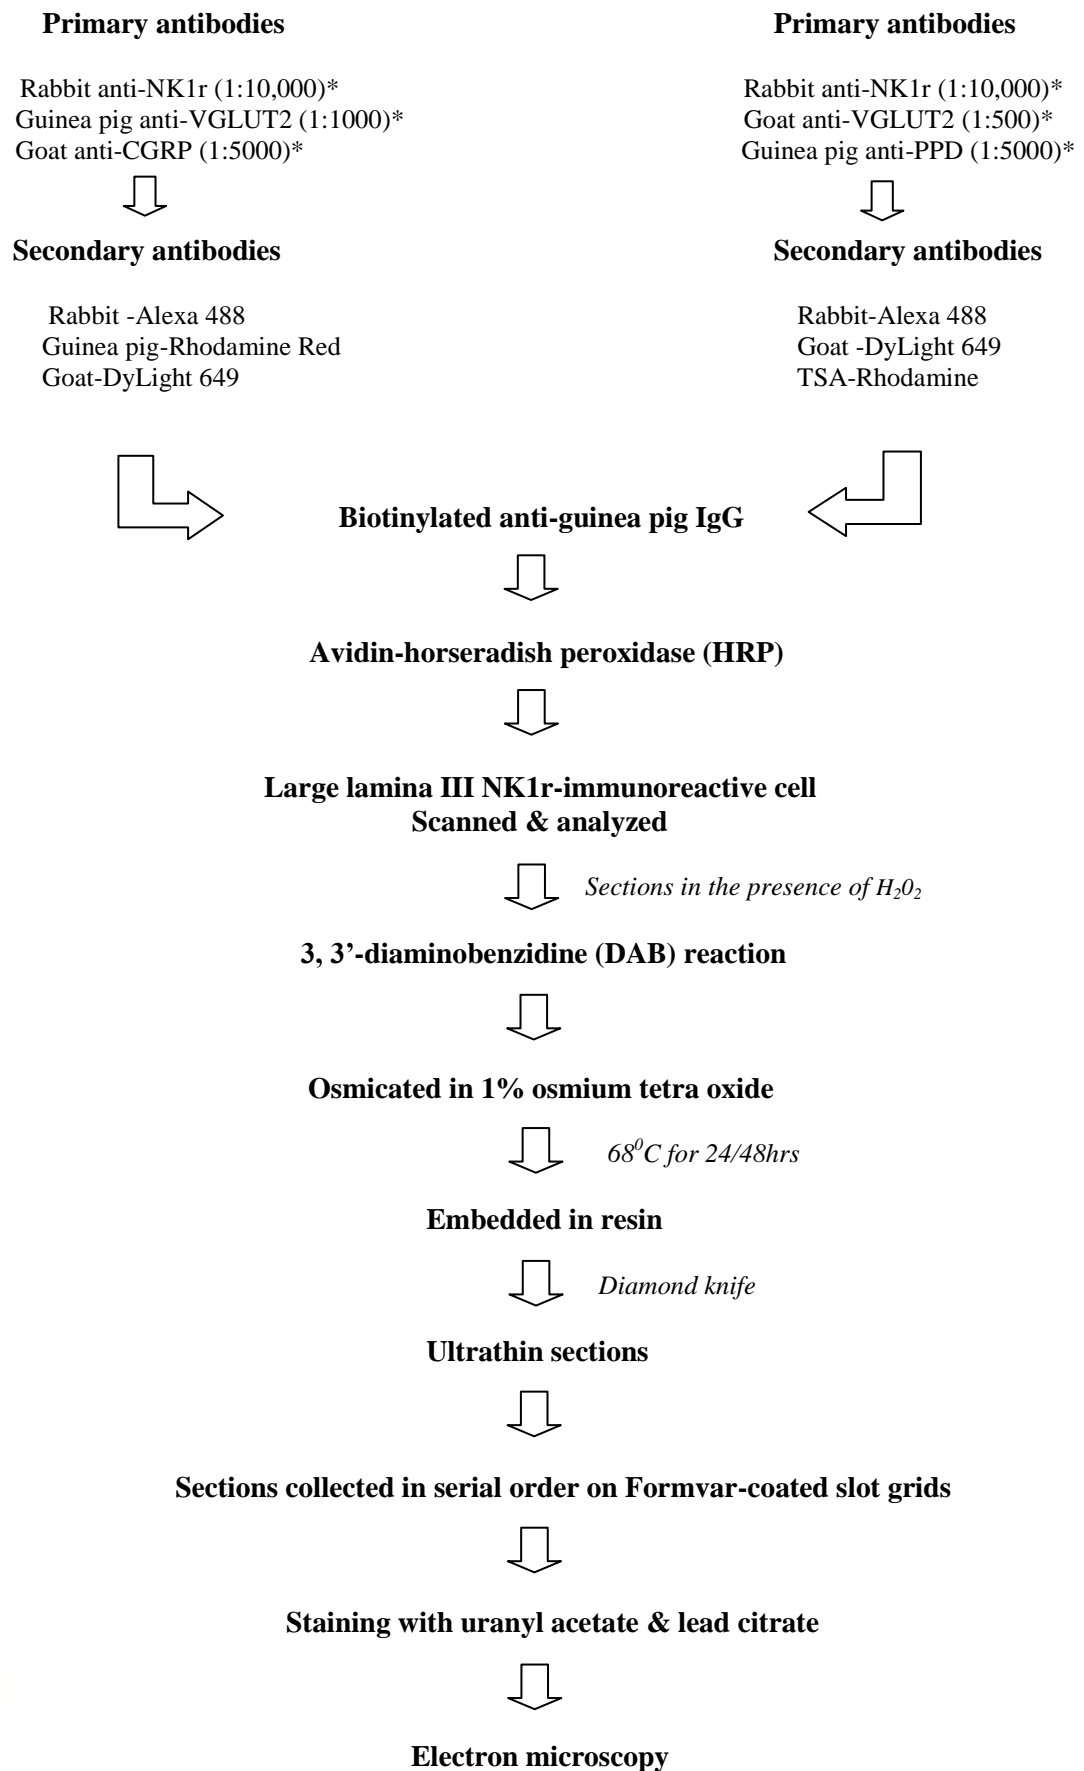 Primary antibodies
Rabbit anti-NK1r (1:10,000)*
Guinea pig anti-VGLUT2 (1:1000)*
Goat anti-CGRP (1:5000)*
Secondary antibodies
Rabbit -Alexa 488
Guinea pig-Rhodamine Red
Goat-DyLight 649
Primary antibodies
Rabbit anti-NK1r (1:10,000)*
Goat anti-VGLUT2 (1:500)*
Guinea pig anti-PPD (1:5000)*
Secondary antibodies
Rabbit-Alexa 488
Goat -DyLight 649
TSA-Rhodamine
Biotinylated anti-guinea pig IgG
Avidin-horseradish peroxidase (HRP)
Large lamina III NK1r-immunoreactive cell
Scanned & analyzed
Sections in the presence of H₂0₂
3, 3’-diaminobenzidine (DAB) reaction
Osmicated in 1% osmium tetra oxide
68⁰C for 24/48hrs
Embedded in resin
Diamond knife
Ultrathin sections
Sections collected in serial order on Formvar-coated slot grids
Staining with uranyl acetate & lead citrate
Electron microscopy